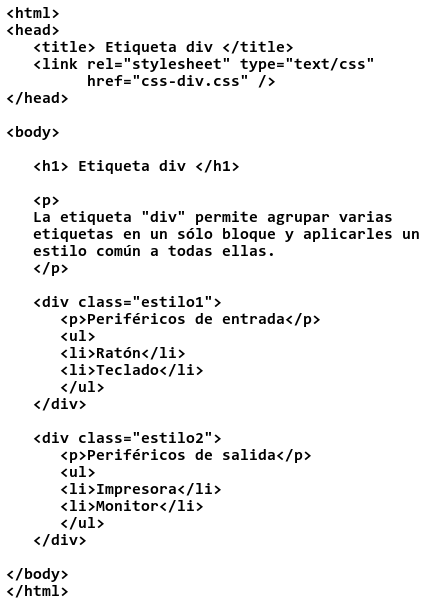 <html>
<head>
   <title> Etiqueta div </title>
   <link rel="stylesheet" type="text/css"
         href="css-div.css" />
</head>

<body>

   <h1> Etiqueta div </h1>

   <p>
   La etiqueta "div" permite agrupar varias
   etiquetas en un sólo bloque y aplicarles un
   estilo común a todas ellas.
   </p>

   <div class="estilo1">
      <p>Periféricos de entrada</p>
      <ul>
      <li>Ratón</li>
      <li>Teclado</li>
      </ul>
   </div>

   <div class="estilo2">
      <p>Periféricos de salida</p>
      <ul>
      <li>Impresora</li>
      <li>Monitor</li>
      </ul>
   </div>

</body>
</html>